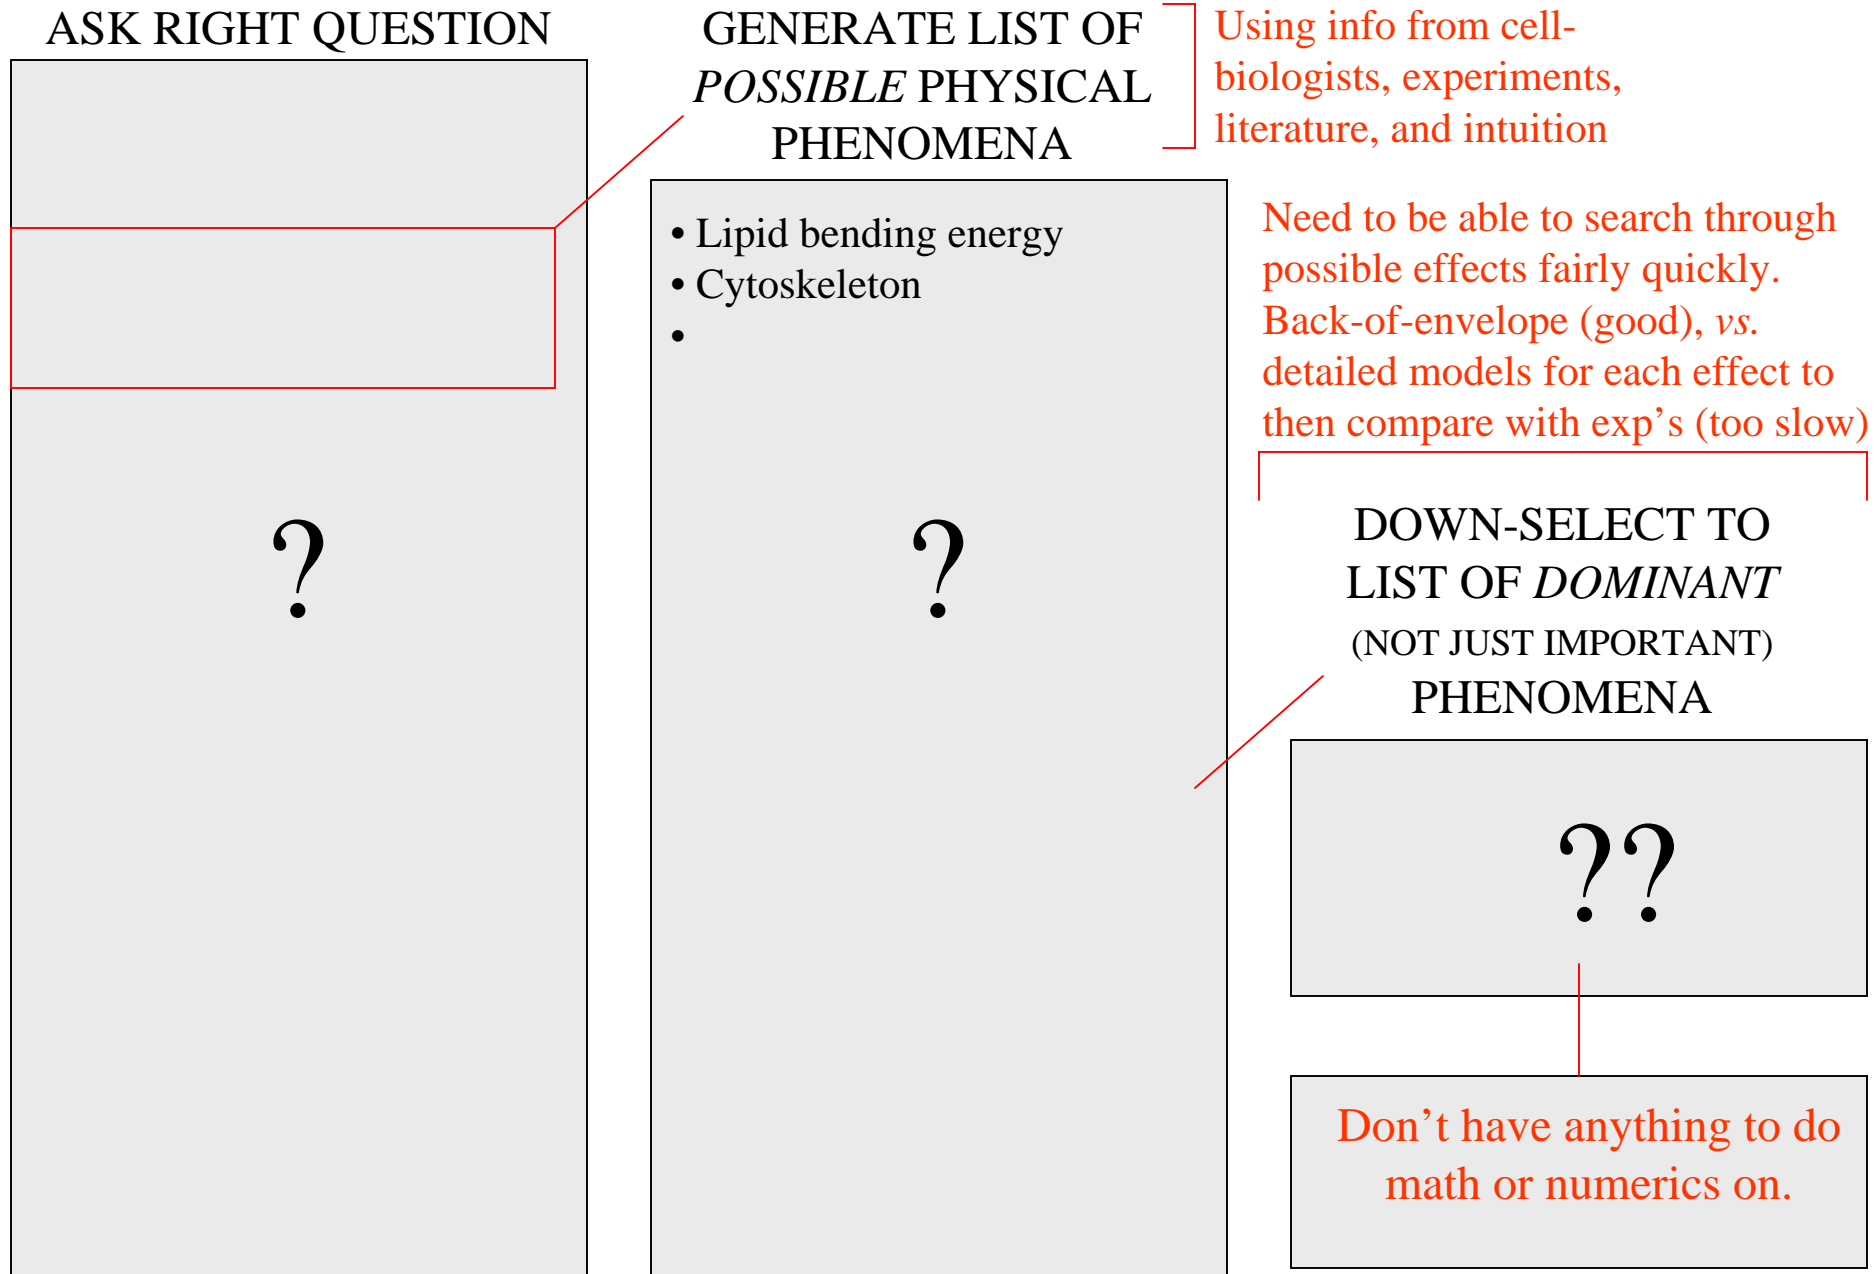 ASK RIGHT QUESTION
?
GENERATE LIST OF
POSSIBLE PHYSICAL
PHENOMENA
Using info from cell-
biologists, experiments,
literature, and intuition
• Lipid bending energy
• Cytoskeleton
•
?
Need to be able to search through
possible effects fairly quickly.
Back-of-envelope (good), vs.
detailed models for each effect to
then compare with exp’s (too slow)
DOWN-SELECT TO
LIST OF DOMINANT
(NOT JUST IMPORTANT)
PHENOMENA
??
Don’t have anything to do
math or numerics on.